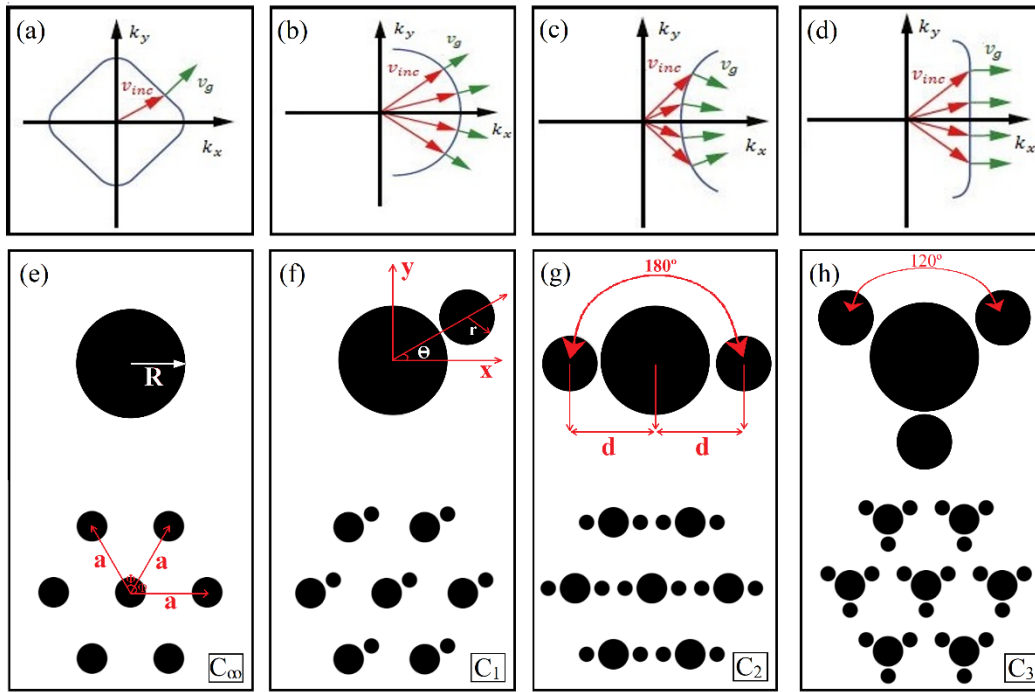 (a)
k_y
v_inc
v_g
k_x
(b)
k_y
v_g
v_inc
k_x
(c)
k_y
v_g
v_inc
k_x
(d)
k_y
v_g
v_inc
k_x
(e)
R
a
a
a
C∞
(f)
y
r
Θ
x
C1
(g)
180°
d
d
C2
(h)
120°
C3